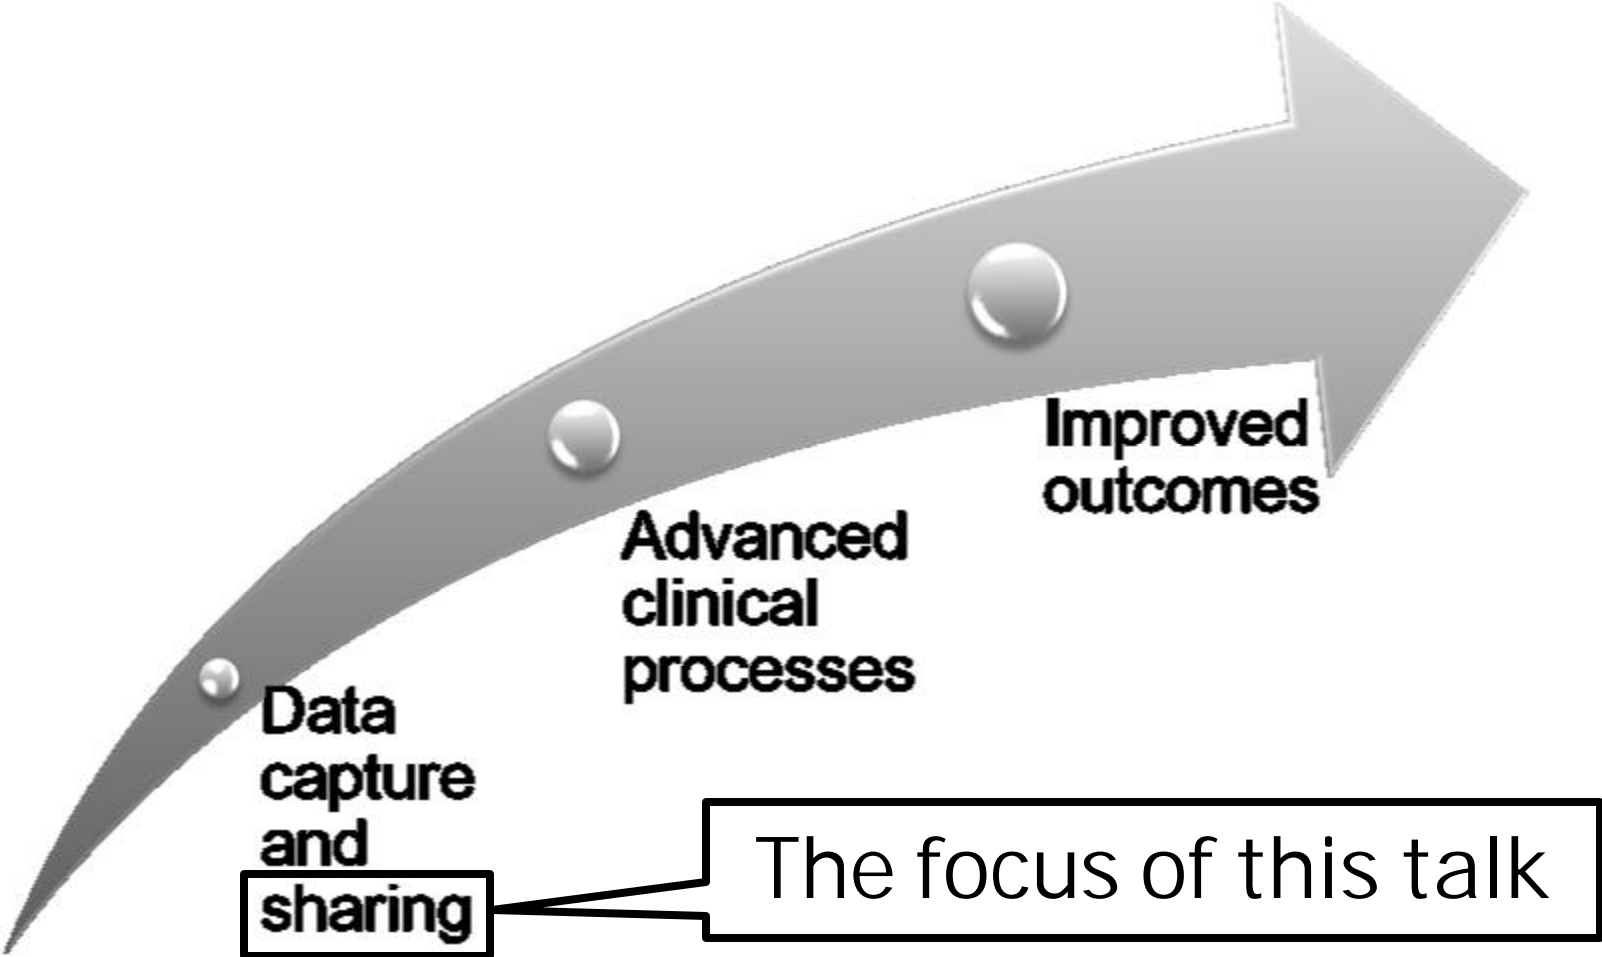 Improved
outcomes
Advanced
clinical
processes
Data
capture
and
sharing
The focus of this talk